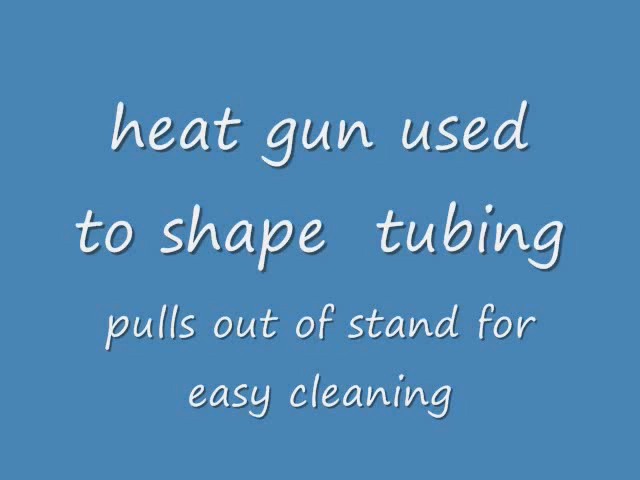 heat gun used
to shape tubing
pulls out of stand for
easy cleaning